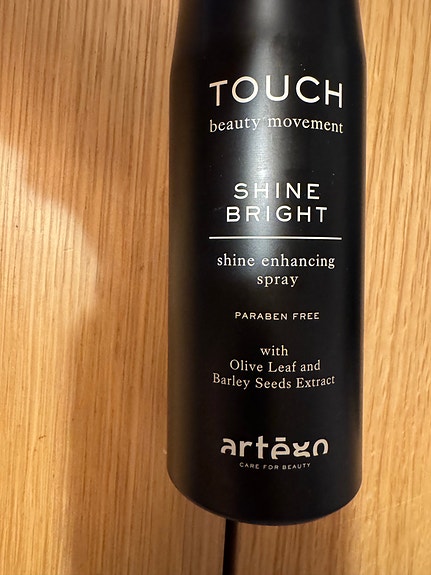 TOUCH
beauty movement
SHINE
BRIGHT
shine enhancing
spray
PARABEN FREE
with
Olive Leaf and
Barley Seeds Extract
artēgo
CARE FOR BEAUTY